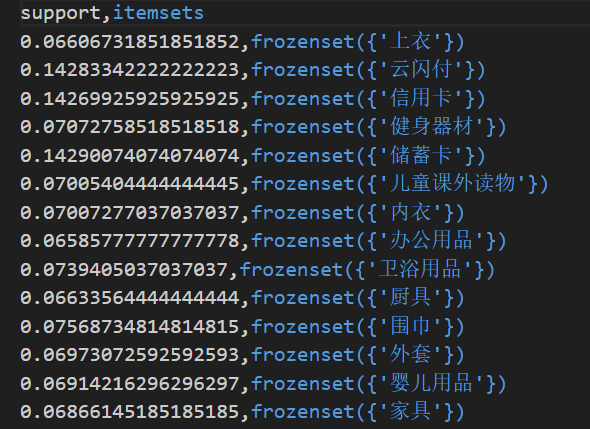 support,itemsets
0.06606731851851852,frozenset({'上衣'})
0.14283342222222223,frozenset({'云闪付'})
0.14269925925925925,frozenset({'信用卡'})
0.07072758518518518,frozenset({'健身器材'})
0.14290074074074074,frozenset({'储蓄卡'})
0.07005404444444445,frozenset({'儿童课外读物'})
0.07007277037037037,frozenset({'内衣'})
0.06585777777777778,frozenset({'办公用品'})
0.0739405037037037,frozenset({'卫浴用品'})
0.06633564444444444,frozenset({'厨具'})
0.07568734814814815,frozenset({'围巾'})
0.06973072592592593,frozenset({'外套'})
0.06914216296296297,frozenset({'婴儿用品'})
0.06866145185185185,frozenset({'家具'})